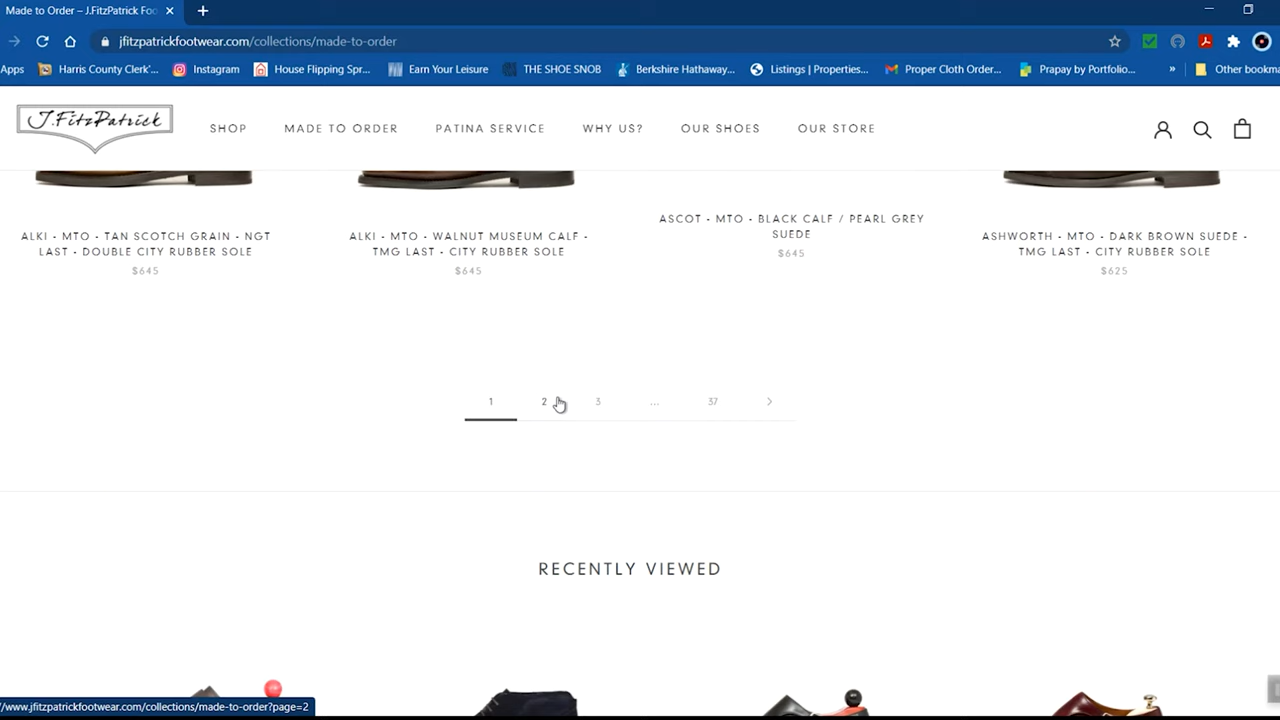 Made to Order – J.FitzPatrick Foo
jfitzpatrickfootwear.com/collections/made-to-order
Apps
Harris County Clerk'...
Instagram
House Flipping Spr...
Earn Your Leisure
THE SHOE SNOB
Berkshire Hathaway...
Listings | Properties...
Proper Cloth Order...
Prapay by Portfolio...
»
Other bookma
J.FitzPatrick
SHOP
MADE TO ORDER
PATINA SERVICE
WHY US?
OUR SHOES
OUR STORE
ALKI - MTO - TAN SCOTCH GRAIN - NGT
LAST - DOUBLE CITY RUBBER SOLE
$645
ALKI - MTO - WALNUT MUSEUM CALF -
TMG LAST - CITY RUBBER SOLE
$645
ASCOT - MTO - BLACK CALF / PEARL GREY
SUEDE
$645
ASHWORTH - MTO - DARK BROWN SUEDE -
TMG LAST - CITY RUBBER SOLE
$625
1 2 3 ... 37
RECENTLY VIEWED
//www.jfitzpatrickfootwear.com/collections/made-to-order?page=2